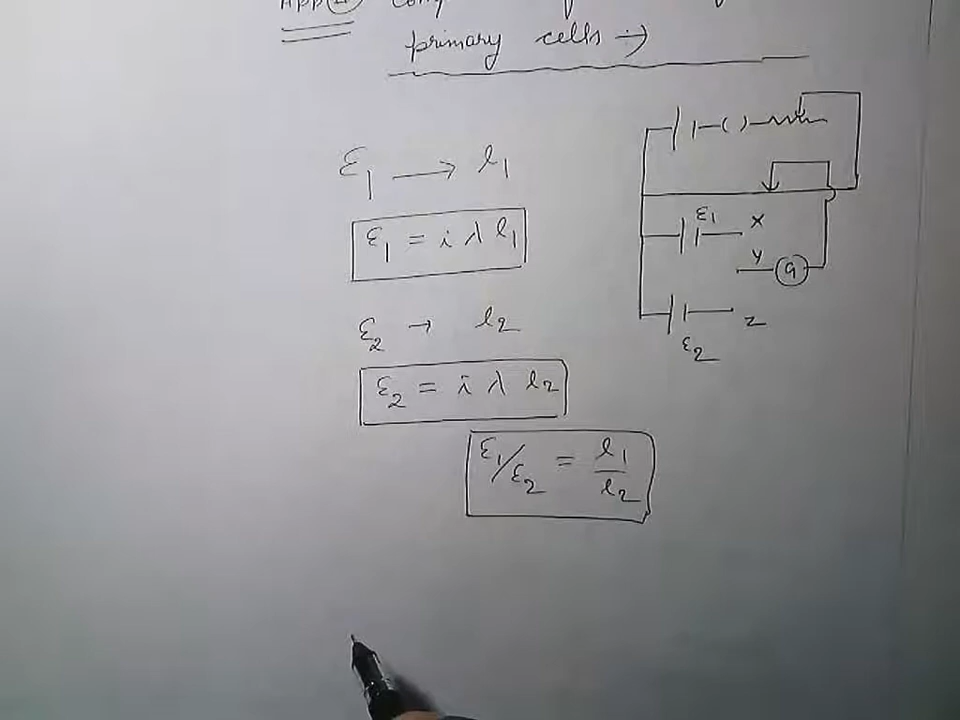 primary cells :→
ε₁ → l₁
ε₁ = i λ l₁
ε₂ → l₂
ε₂ = i λ l₂
ε₁/ε₂ = l₁/l₂
( )
ε₁ X
Y G
Z
ε₂